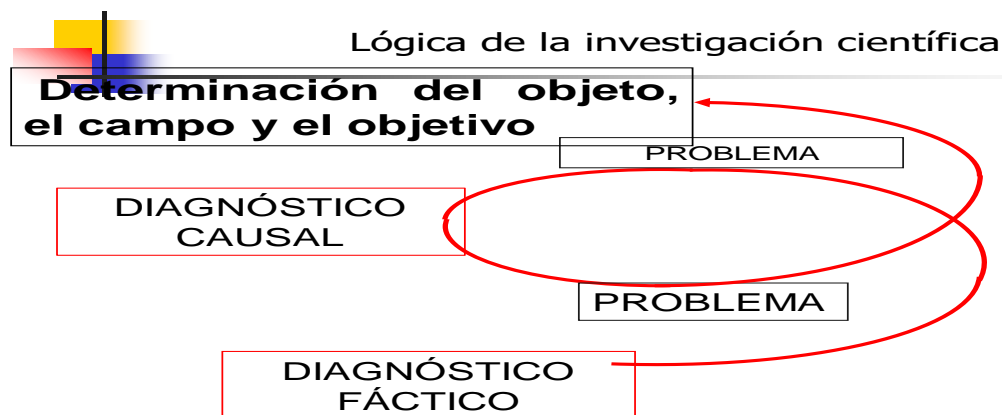 Lógica de la investigación científica
Determinación del objeto,
el campo y el objetivo
PROBLEMA
DIAGNÓSTICO
CAUSAL
PROBLEMA
DIAGNÓSTICO
FÁCTICO